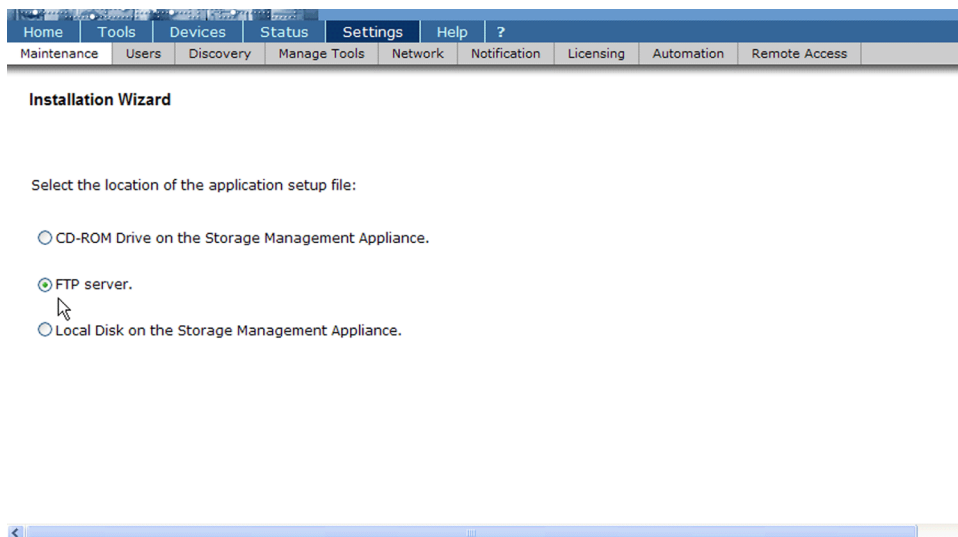 Home Tools Devices Status Settings Help ?
Maintenance Users Discovery Manage Tools Network Notification Licensing Automation Remote Access
Installation Wizard
Select the location of the application setup file:
CD-ROM Drive on the Storage Management Appliance.
FTP server.
Local Disk on the Storage Management Appliance.